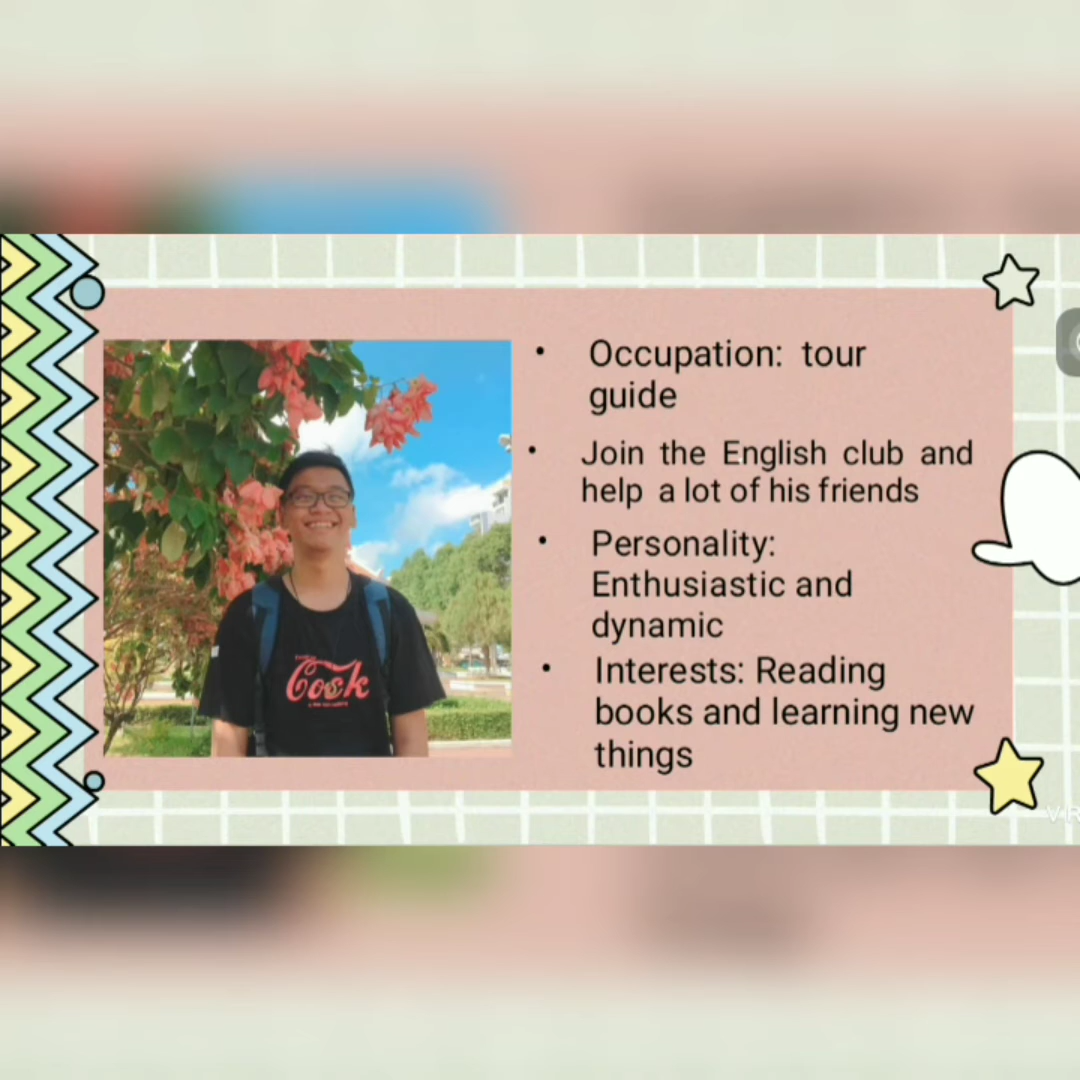 • Occupation: tour
guide
• Join the English club and
help a lot of his friends
• Personality:
Enthusiastic and
dynamic
• Interests: Reading
books and learning new
things
Cosk